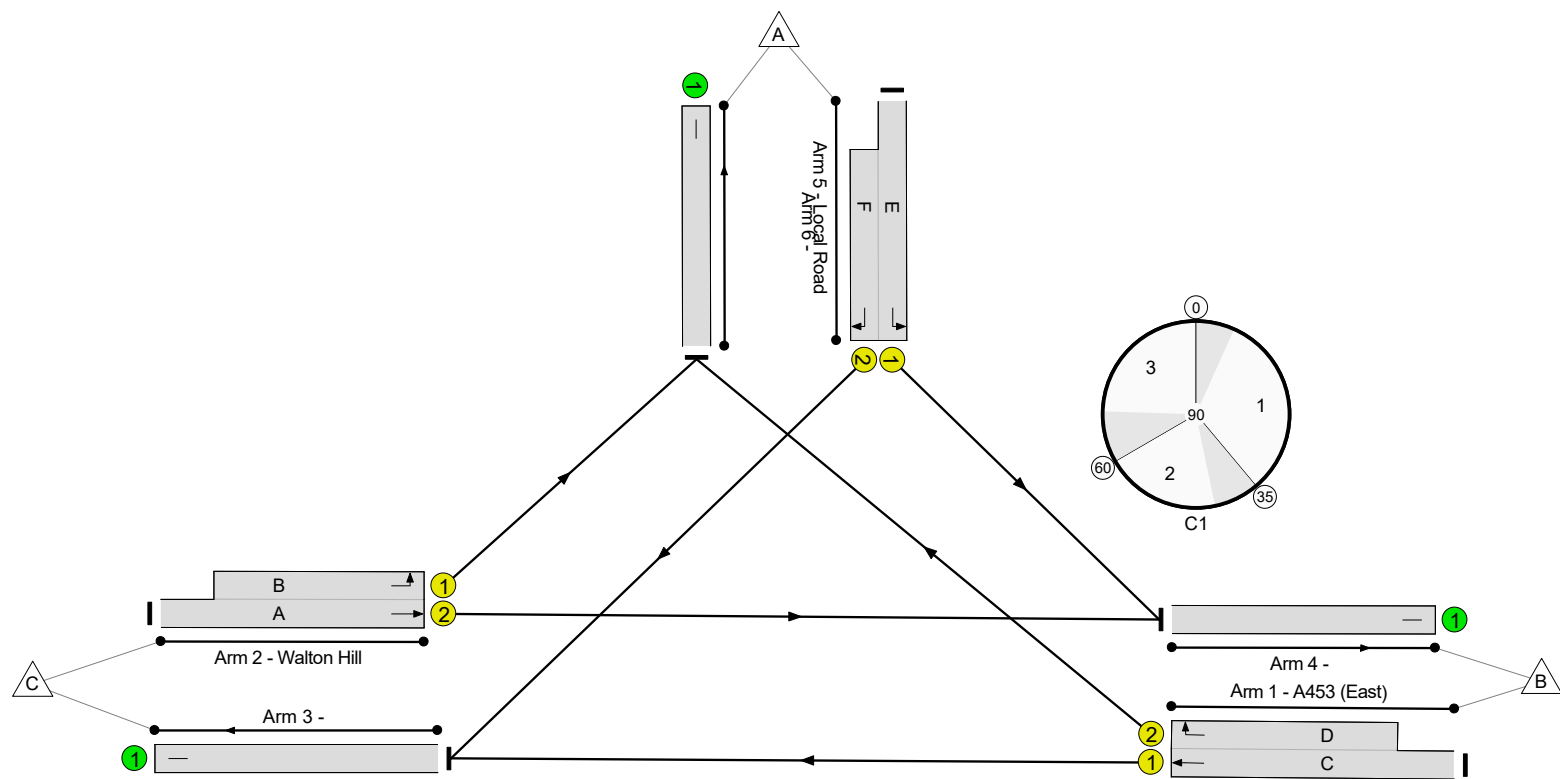 A
1
Arm 5 - Local Road
Arm 6 -
F
E
2
1
0
3
1
90
60
2
35
C1
B
1
A
2
Arm 2 - Walton Hill
C
Arm 3 -
1
1
Arm 4 -
Arm 1 - A453 (East)
B
2
D
1
C